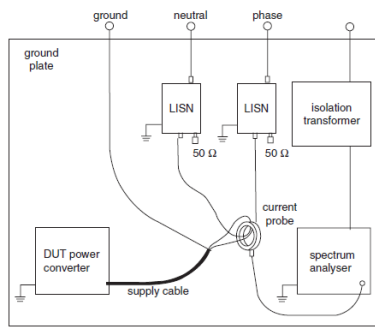 ground
neutral
phase
ground
plate
LISN
LISN
isolation
transformer
50 Ω
50 Ω
current
probe
DUT power
converter
spectrum
analyser
supply cable